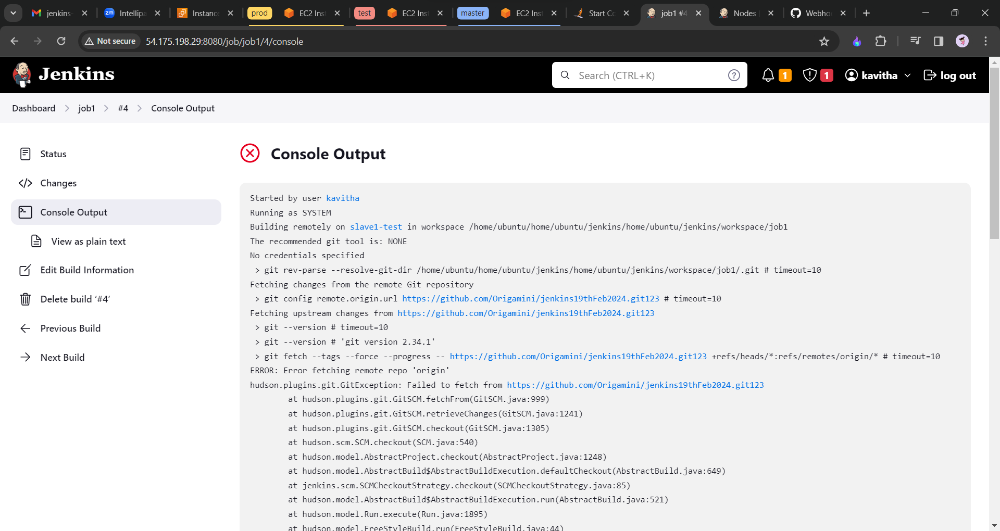 jenkins-
Intellipa
Instance
prod
EC2 Inst
test
EC2 Inst
master
EC2 Inst
Start Co
job1 #4
Nodes
Webho
Not secure
54.175.198.29:8080/job/job1/4/console
Jenkins
Search (CTRL+K)
1
1
kavitha
log out
Dashboard
job1
#4
Console Output
Status
Changes
Console Output
View as plain text
Edit Build Information
Delete build ‘#4’
Previous Build
Next Build
Console Output
Started by user kavitha
Running as SYSTEM
Building remotely on slave1-test in workspace /home/ubuntu/home/ubuntu/jenkins/home/ubuntu/jenkins/workspace/job1
The recommended git tool is: NONE
No credentials specified
> git rev-parse --resolve-git-dir /home/ubuntu/home/ubuntu/jenkins/home/ubuntu/jenkins/workspace/job1/.git # timeout=10
Fetching changes from the remote Git repository
> git config remote.origin.url https://github.com/Origamini/jenkins19thFeb2024.git123 # timeout=10
Fetching upstream changes from https://github.com/Origamini/jenkins19thFeb2024.git123
> git --version # timeout=10
> git --version # 'git version 2.34.1'
> git fetch --tags --force --progress -- https://github.com/Origamini/jenkins19thFeb2024.git123 +refs/heads/*:refs/remotes/origin/* # timeout=10
ERROR: Error fetching remote repo 'origin'
hudson.plugins.git.GitException: Failed to fetch from https://github.com/Origamini/jenkins19thFeb2024.git123
at hudson.plugins.git.GitSCM.fetchFrom(GitSCM.java:999)
at hudson.plugins.git.GitSCM.retrieveChanges(GitSCM.java:1241)
at hudson.plugins.git.GitSCM.checkout(GitSCM.java:1305)
at hudson.scm.SCM.checkout(SCM.java:540)
at hudson.model.AbstractProject.checkout(AbstractProject.java:1248)
at hudson.model.AbstractBuild$AbstractBuildExecution.defaultCheckout(AbstractBuild.java:649)
at jenkins.scm.SCMCheckoutStrategy.checkout(SCMCheckoutStrategy.java:85)
at hudson.model.AbstractBuild$AbstractBuildExecution.run(AbstractBuild.java:521)
at hudson.model.Run.execute(Run.java:1895)
at hudson.model.FreeStyleBuild.run(FreeStyleBuild.java:44)